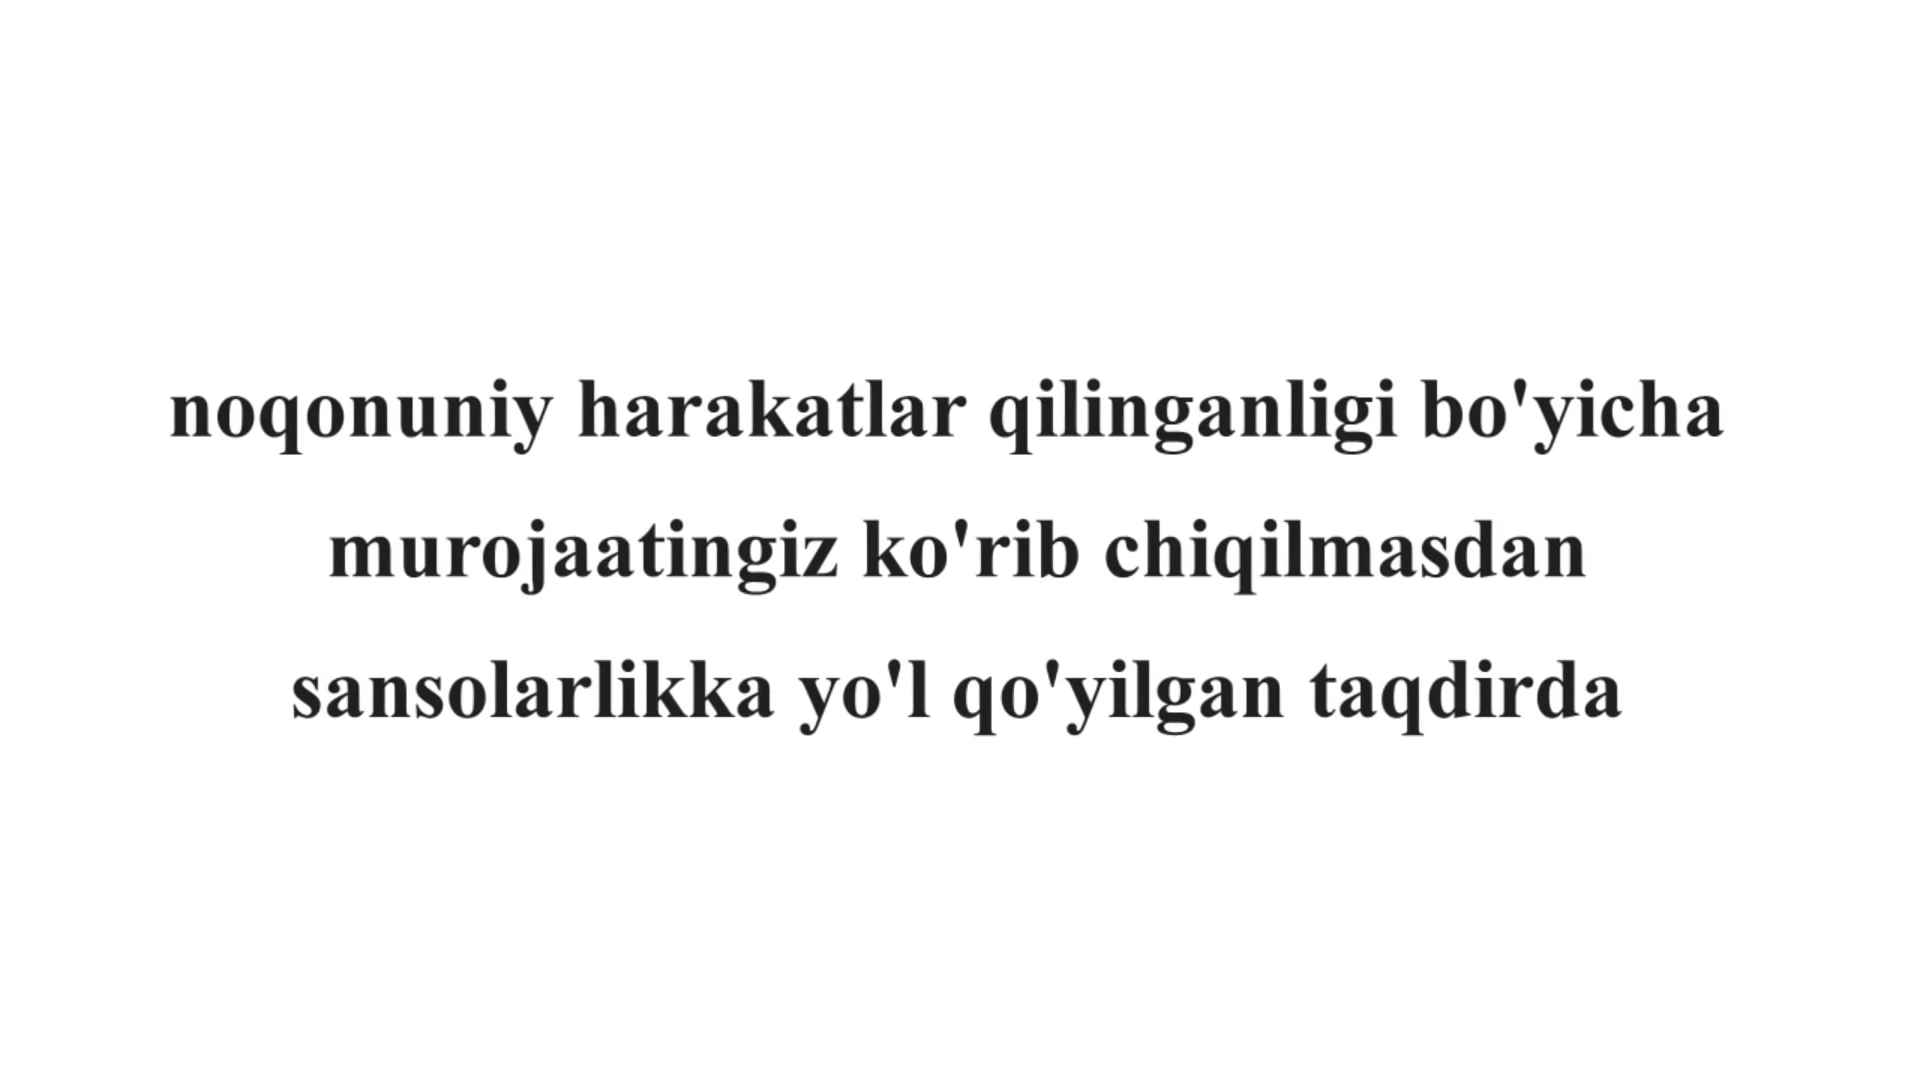 noqonuniy harakatlar qilinganligi bo'yicha
murojaatingiz ko'rib chiqilmasdan
sansolarlikka yo'l qo'yilgan taqdirda